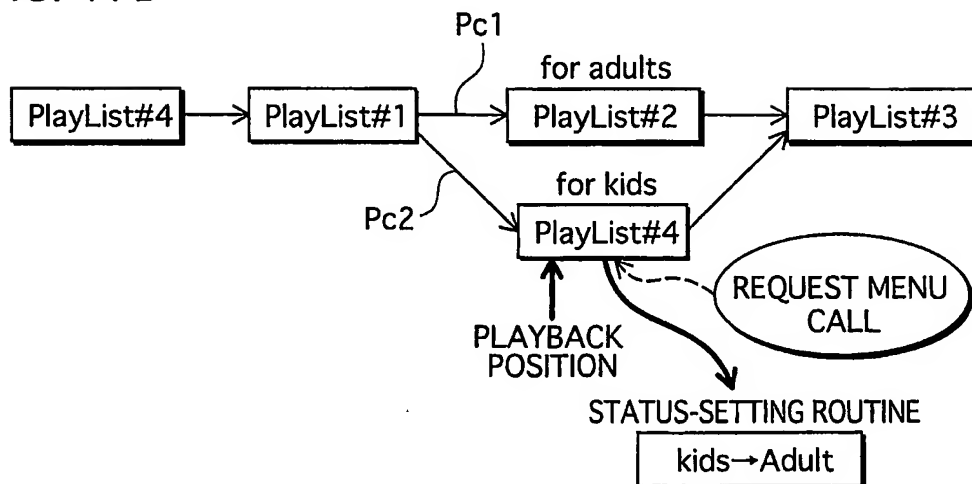 Pc1
for adults
PlayList#4
PlayList#1
PlayList#2
PlayList#3
for kids
Pc2
PlayList#4
REQUEST MENU
CALL
PLAYBACK
POSITION
STATUS-SETTING ROUTINE
kids→Adult